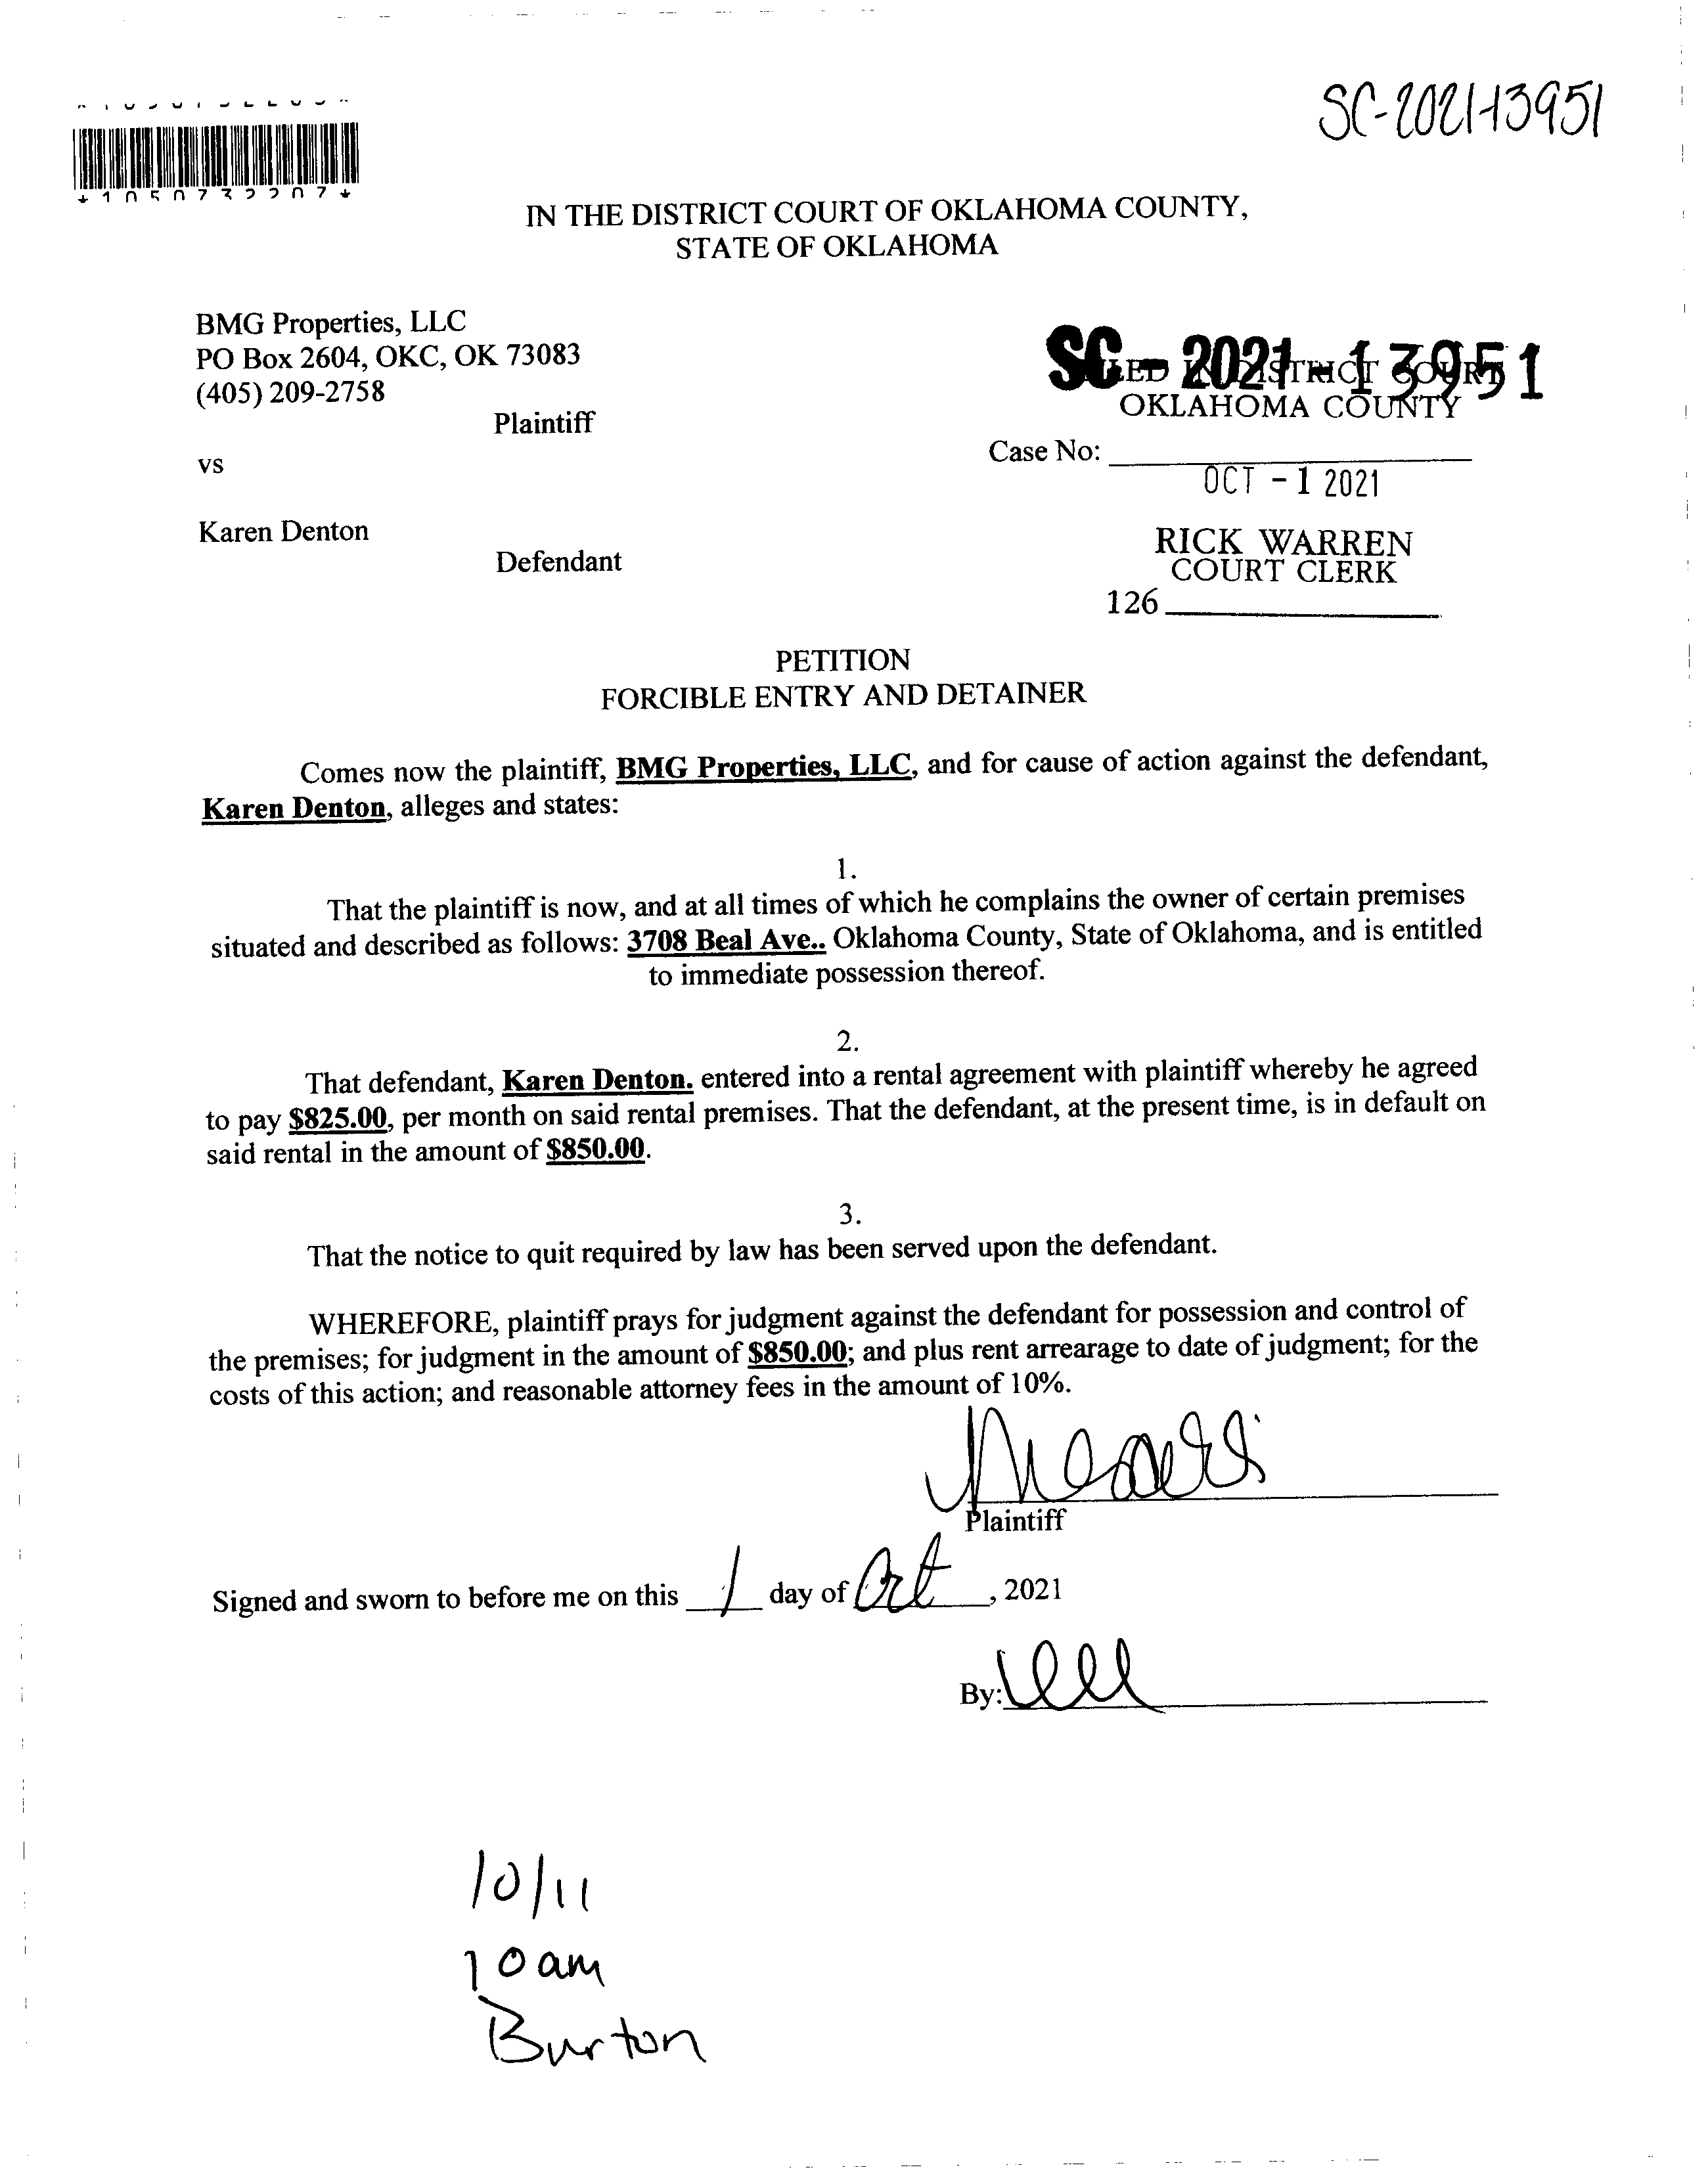 SC-2021-13951
*1050732207*
IN THE DISTRICT COURT OF OKLAHOMA COUNTY,
STATE OF OKLAHOMA
BMG Properties, LLC
PO Box 2604, OKC, OK 73083
(405) 209-2758
Plaintiff
vs
Karen Denton
Defendant
SC - 2021 - 13951
FILED IN DISTRICT COURT
OKLAHOMA COUNTY
Case No:
OCT - 1 2021
RICK WARREN
COURT CLERK
126
PETITION
FORCIBLE ENTRY AND DETAINER
Comes now the plaintiff, BMG Properties, LLC, and for cause of action against the defendant,
Karen Denton, alleges and states:
1.
That the plaintiff is now, and at all times of which he complains the owner of certain premises
situated and described as follows: 3708 Beal Ave.. Oklahoma County, State of Oklahoma, and is entitled
to immediate possession thereof.
2.
That defendant, Karen Denton. entered into a rental agreement with plaintiff whereby he agreed
to pay $825.00, per month on said rental premises. That the defendant, at the present time, is in default on
said rental in the amount of $850.00.
3.
That the notice to quit required by law has been served upon the defendant.
WHEREFORE, plaintiff prays for judgment against the defendant for possession and control of
the premises; for judgment in the amount of $850.00; and plus rent arrearage to date of judgment; for the
costs of this action; and reasonable attorney fees in the amount of 10%.
Plaintiff
Signed and sworn to before me on this 1 day of Oct, 2021
By:
10/11
10am
Burton